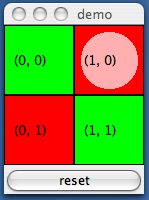 demo
(0, 0) (1, 0)
(0, 1) (1, 1)
reset